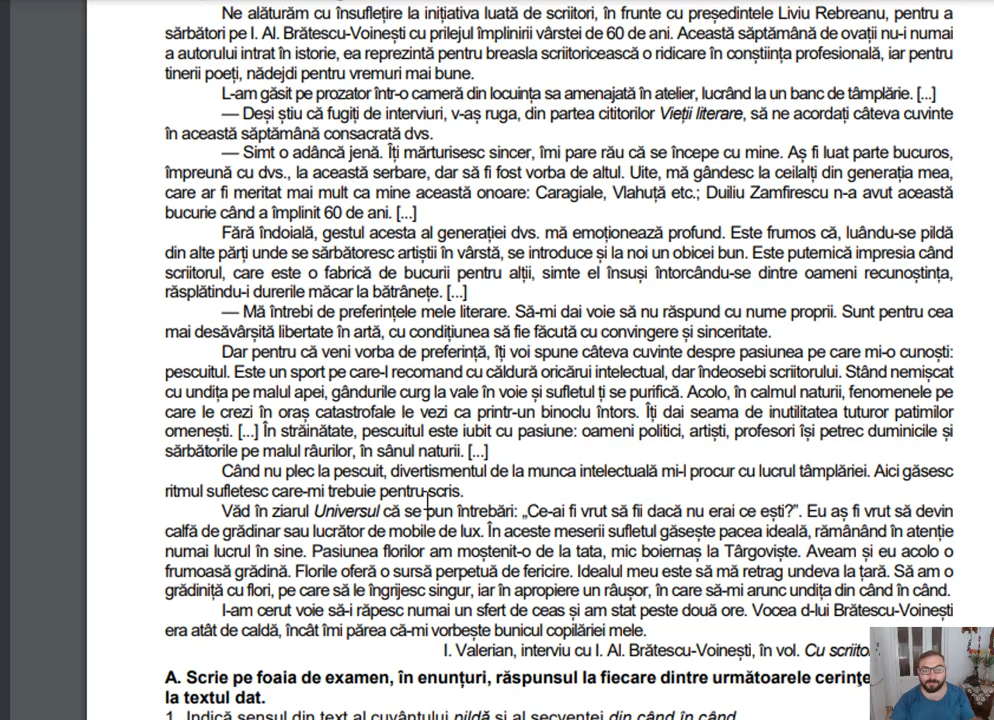 Ne alăturăm cu însuflețire la inițiativa luată de scriitori, în frunte cu președintele Liviu Rebreanu, pentru a
sărbători pe I. Al. Brătescu-Voinești cu prilejul împlinirii vârstei de 60 de ani. Această săptămână de ovații nu-i numai
a autorului intrat în istorie, ea reprezintă pentru breasla scriitoricească o ridicare în conștiința profesională, iar pentru
tinerii poeți, nădejdi pentru vremuri mai bune.
L-am găsit pe prozator într-o cameră din locuința sa amenajată în atelier, lucrând la un banc de tâmplărie. [...]
— Deși știu că fugiți de interviuri, v-aș ruga, din partea cititorilor Vieții literare, să ne acordați câteva cuvinte
în această săptămână consacrată dvs.
— Simt o adâncă jenă. Îți mărturisesc sincer, îmi pare rău că se începe cu mine. Aș fi luat parte bucuros,
împreună cu dvs., la această serbare, dar să fi fost vorba de altul. Uite, mă gândesc la ceilalți din generația mea,
care ar fi meritat mai mult ca mine această onoare: Caragiale, Vlahuță etc.; Duiliu Zamfirescu n-a avut această
bucurie când a împlinit 60 de ani. [...]
Fără îndoială, gestul acesta al generației dvs. mă emoționează profund. Este frumos că, luându-se pildă
din alte părți unde se sărbătoresc artiștii în vârstă, se introduce și la noi un obicei bun. Este puternică impresia când
scriitorul, care este o fabrică de bucurii pentru alții, simte el însuși întorcându-se dintre oameni recunoștința,
răsplătindu-i durerile măcar la bătrânețe. [...]
— Mă întrebi de preferințele mele literare. Să-mi dai voie să nu răspund cu nume proprii. Sunt pentru cea
mai desăvârșită libertate în artă, cu condițiunea să fie făcută cu convingere și sinceritate.
Dar pentru că veni vorba de preferință, îți voi spune câteva cuvinte despre pasiunea pe care mi-o cunoști:
pescuitul. Este un sport pe care-l recomand cu căldură oricărui intelectual, dar îndeosebi scriitorului. Stând nemișcat
cu undița pe malul apei, gândurile curg la vale în voie și sufletul ți se purifică. Acolo, în calmul naturii, fenomenele pe
care le crezi în oraș catastrofale le vezi ca printr-un binoclu întors. Îți dai seama de inutilitatea tuturor patimilor
omenești. [...] În străinătate, pescuitul este iubit cu pasiune: oameni politici, artiști, profesori își petrec duminicile și
sărbătorile pe malul râurilor, în sânul naturii. [...]
Când nu plec la pescuit, divertismentul de la munca intelectuală mi-l procur cu lucrul tâmplăriei. Aici găsesc
ritmul sufletesc care-mi trebuie pentru scris.
Văd în ziarul Universul că se pun întrebări: „Ce-ai fi vrut să fii dacă nu erai ce ești?”. Eu aș fi vrut să devin
calfă de grădinar sau lucrător de mobile de lux. În aceste meserii sufletul găsește pacea ideală, rămânând în atenție
numai lucrul în sine. Pasiunea florilor am moștenit-o de la tata, mic boiernaș la Târgoviște. Aveam și eu acolo o
frumoasă grădină. Florile oferă o sursă perpetuă de fericire. Idealul meu este să mă retrag undeva la țară. Să am o
grădiniță cu flori, pe care să le îngrijesc singur, iar în apropiere un râușor, în care să-mi arunc undița din când în când.
I-am cerut voie să-i răpesc numai un sfert de ceas și am stat peste două ore. Vocea d-lui Brătescu-Voinești
era atât de caldă, încât îmi părea că-mi vorbește bunicul copilăriei mele.
I. Valerian, interviu cu I. Al. Brătescu-Voinești, în vol. Cu
A. Scrie pe foaia de examen, în enunțuri, răspunsul la fiecare dintre următoarele
la textul dat.
1. Indică sensul din text al cuvântului pildă și al secvenței din când în când.